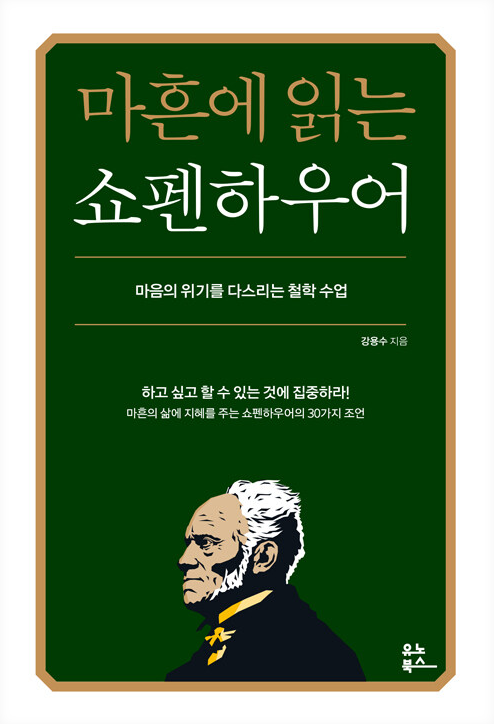 마흔에 읽는
쇼펜하우어
마음의 위기를 다스리는 철학 수업
강용수 지음
하고 싶고 할 수 있는 것에 집중하라!
마흔의 삶에 지혜를 주는 쇼펜하우어의 30가지 조언
유노
북스